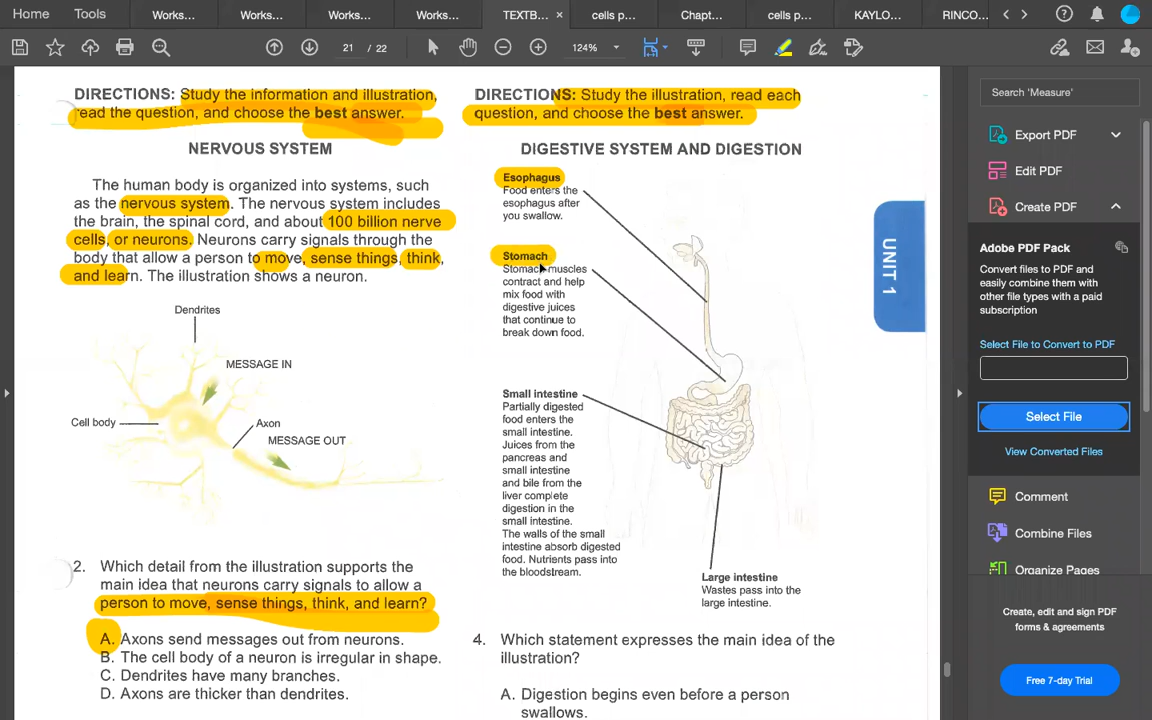 Home
Tools
Works...
Works...
Works...
Works...
TEXTB... ×
cells p...
Chapt...
cells p...
KAYLO...
RINCO...
21 / 22
124%
DIRECTIONS: Study the information and illustration,
read the question, and choose the best answer.
NERVOUS SYSTEM
The human body is organized into systems, such
as the nervous system. The nervous system includes
the brain, the spinal cord, and about 100 billion nerve
cells, or neurons. Neurons carry signals through the
body that allow a person to move, sense things, think,
and learn. The illustration shows a neuron.
Dendrites
MESSAGE IN
Cell body
Axon
MESSAGE OUT
2. Which detail from the illustration supports the
main idea that neurons carry signals to allow a
person to move, sense things, think, and learn?
A. Axons send messages out from neurons.
B. The cell body of a neuron is irregular in shape.
C. Dendrites have many branches.
D. Axons are thicker than dendrites.
DIRECTIONS: Study the illustration, read each
question, and choose the best answer.
DIGESTIVE SYSTEM AND DIGESTION
Esophagus
Food enters the
esophagus after
you swallow.
Stomach
Stomach muscles
contract and help
mix food with
digestive juices
that continue to
break down food.
Small intestine
Partially digested
food enters the
small intestine.
Juices from the
pancreas and
small intestine
and bile from the
liver complete
digestion in the
small intestine.
The walls of the small
intestine absorb digested
food. Nutrients pass into
the bloodstream.
Large intestine
Wastes pass into the
large intestine.
4. Which statement expresses the main idea of the
illustration?
A. Digestion begins even before a person
swallows.
UNIT 1
Search 'Measure'
Export PDF
Edit PDF
Create PDF
Adobe PDF Pack
Convert files to PDF and
easily combine them with
other file types with a paid
subscription
Select File to Convert to PDF
Select File
View Converted Files
Comment
Combine Files
Organize Pages
Create, edit and sign PDF
forms & agreements
Free 7-day Trial